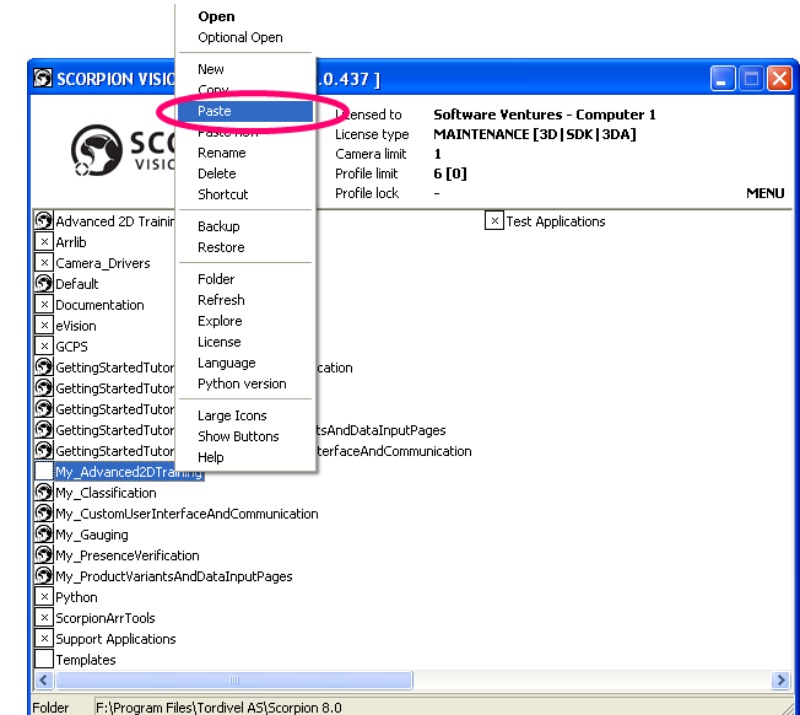 Open
Optional Open
SCORPION VISIO
.0.437 ]
New
Copy
Paste
Rename
Delete
Shortcut
Backup
Restore
Folder
Refresh
Explore
License
Language
Python version
Large Icons
Show Buttons
Help
SCO
VISIO
Licensed to Software Ventures - Computer 1
License type MAINTENANCE [3D|SDK|3DA]
Camera limit 1
Profile limit 6 [0]
Profile lock -
MENU
Advanced 2D Trainin
Arrlib
Camera_Drivers
Default
Documentation
eVision
GCPS
GettingStartedTutor cation
GettingStartedTutor
GettingStartedTutor
GettingStartedTutor tsAndDataInputPages
GettingStartedTutor terfaceAndCommunication
My_Advanced2DTraining
My_Classification
My_CustomUserInterfaceAndCommunication
My_Gauging
My_PresenceVerification
My_ProductVariantsAndDataInputPages
Python
ScorpionArrTools
Support Applications
Templates
Test Applications
Folder F:\Program Files\Tordivel AS\Scorpion 8.0